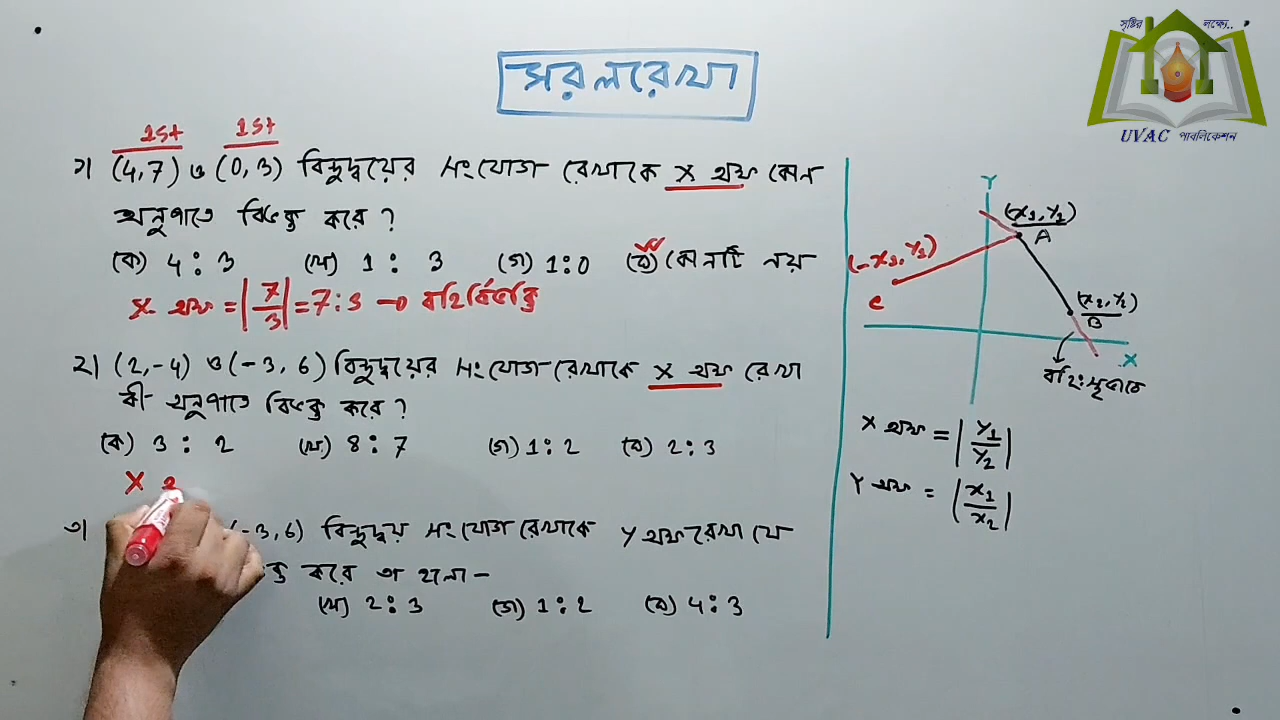 সৃষ্টির লক্ষ্যে..
UVAC পাবলিকেশন
সরলরেখা
1st 1st
১। (4,7) ও (0,3) বিন্দুদ্বয়ের সংযোগ রেখাকে X অক্ষ কোন
অনুপাতে বিভক্ত করে ?
(ক) 4 : 3 (খ) 1 : 3 (গ) 1:0 (ঘ) কোনটি নয়
X অক্ষ = |7/3| = 7:3 → বহির্বিভক্তি
২। (2,-4) ও (-3, 6) বিন্দুদ্বয়ের সংযোগ রেখাকে X অক্ষ রেখা
কী অনুপাতে বিভক্ত করে ?
(ক) 3 : 2 (খ) 8 : 7 (গ) 1 : 2 (ঘ) 2 : 3
X
৩। (-3,6) বিন্দুদ্বয় সংযোগ রেখাকে Y অক্ষরেখা যে
করে তা হলো-
(খ) 2 : 3 (গ) 1 : 2 (ঘ) 4 : 3
Y
(x₁, y₁)
A
(-x₁, y₁)
C
(x₂, y₂)
B
X
X অক্ষ = |y₁/y₂|
Y অক্ষ = |x₁/x₂|